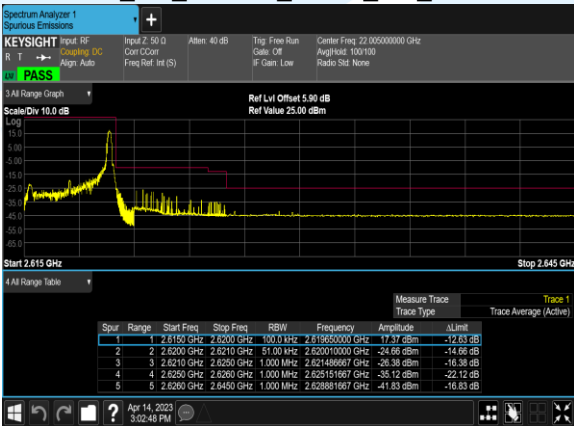 Spectrum Analyzer 1
Spurious Emissions
KEYSIGHT Input: RF Input Z: 50 Ω Atten: 40 dB Trig: Free Run Center Freq: 22.005000000 GHz
R T Coupling: DC Corr CCorr Gate: Off Avg|Hold: 100/100
Align: Auto Freq Ref: Int (S) IF Gain: Low Radio Std: None
PASS
3 All Range Graph
Ref Lvl Offset 5.90 dB
Scale/Div 10.0 dB Ref Value 25.00 dBm
Log
15.0
5.00
-5.00
-15.0
-25.0
-35.0
-45.0
-55.0
-65.0
Start 2.615 GHz Stop 2.645 GHz
4 All Range Table
Measure Trace Trace 1
Trace Type Trace Average (Active)
Spur Range Start Freq Stop Freq RBW Frequency Amplitude ΔLimit
1 1 2.6150 GHz 2.6200 GHz 100.0 kHz 2.619650000 GHz 17.37 dBm -12.63 dB
2 2 2.6200 GHz 2.6210 GHz 51.00 kHz 2.620010000 GHz -24.66 dBm -14.66 dB
3 3 2.6210 GHz 2.6250 GHz 1.000 MHz 2.621486667 GHz -26.38 dBm -16.38 dB
4 4 2.6250 GHz 2.6260 GHz 1.000 MHz 2.625151667 GHz -35.12 dBm -22.12 dB
5 5 2.6260 GHz 2.6450 GHz 1.000 MHz 2.628881667 GHz -41.83 dBm -16.83 dB
?
Apr 14, 2023
3:02:48 PM